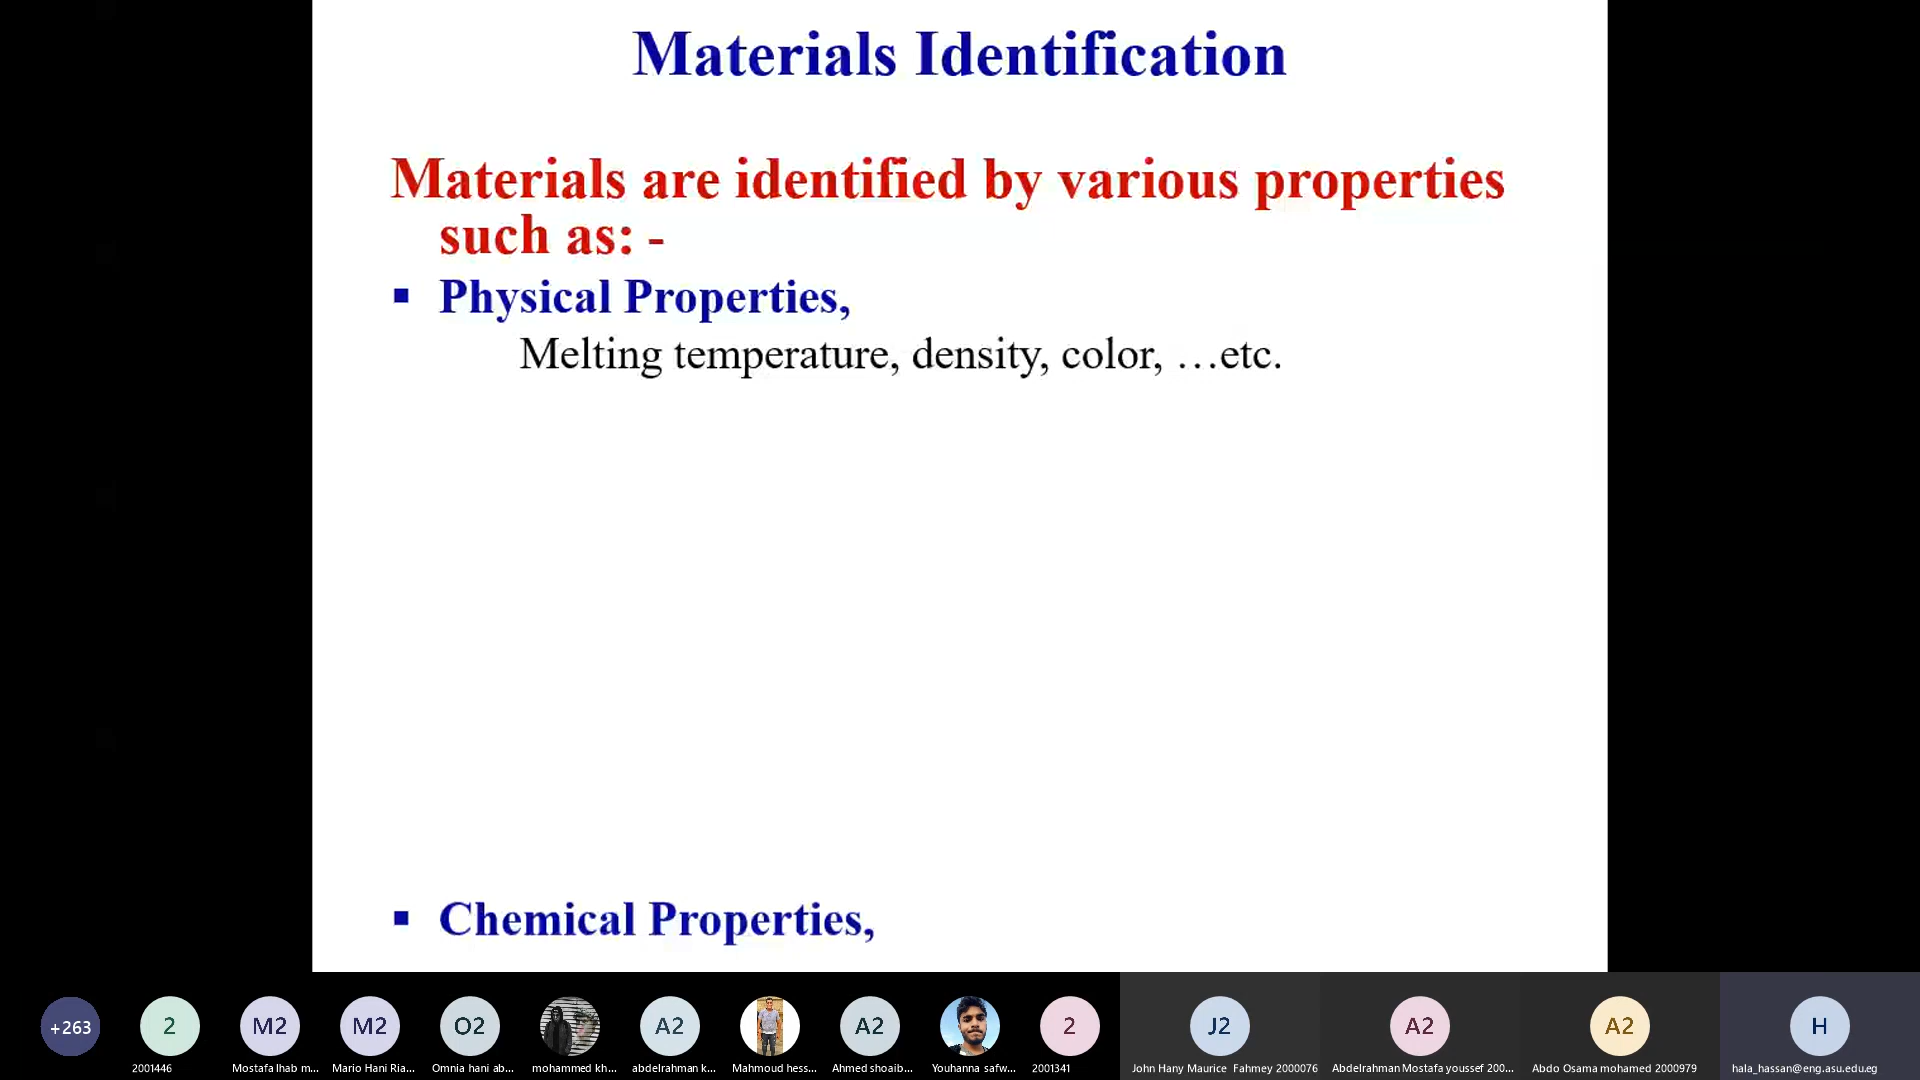 Materials Identification
Materials are identified by various properties
such as: -
▪ Physical Properties,
Melting temperature, density, color, …etc.
▪ Chemical Properties,
+263
2
M2
M2
O2
A2
A2
2
J2
A2
A2
H
2001446
Mostafa Ihab m...
Mario Hani Ria...
Omnia hani ab...
mohammed kh...
abdelrahman k...
Mahmoud hess...
Ahmed shoaib...
Youhanna safw...
2001341
John Hany Maurice Fahmey 2000076
Abdelrahman Mostafa youssef 200...
Abdo Osama mohamed 2000979
hala_hassan@eng.asu.edu.eg